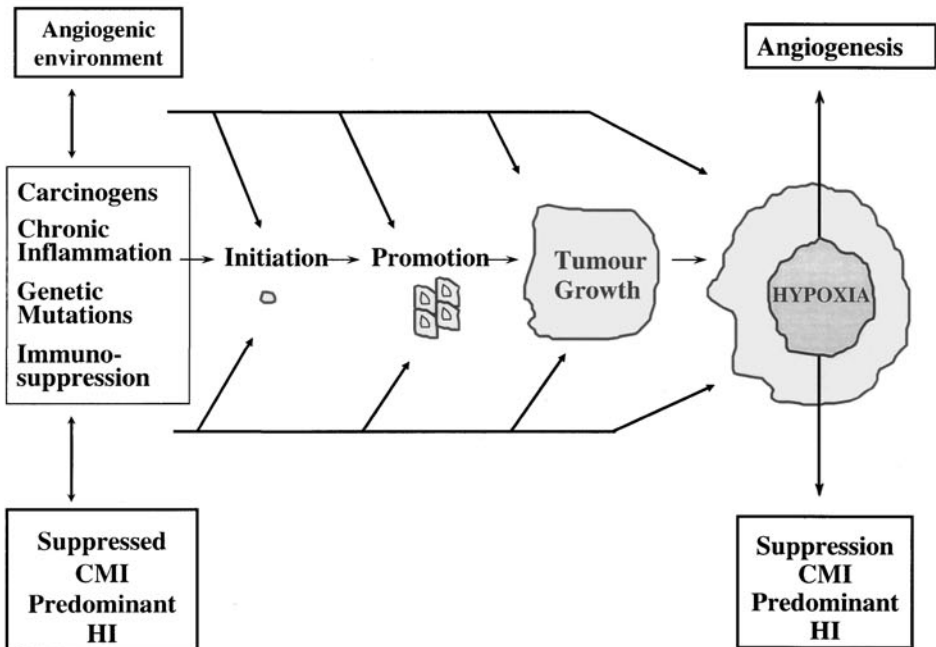 Angiogenic
environment
Angiogenesis
Carcinogens
Chronic
Inflammation
Genetic
Mutations
Immuno-
suppression
Initiation
Promotion
Tumour
Growth
HYPOXIA
Suppressed
CMI
Predominant
HI
Suppression
CMI
Predominant
HI